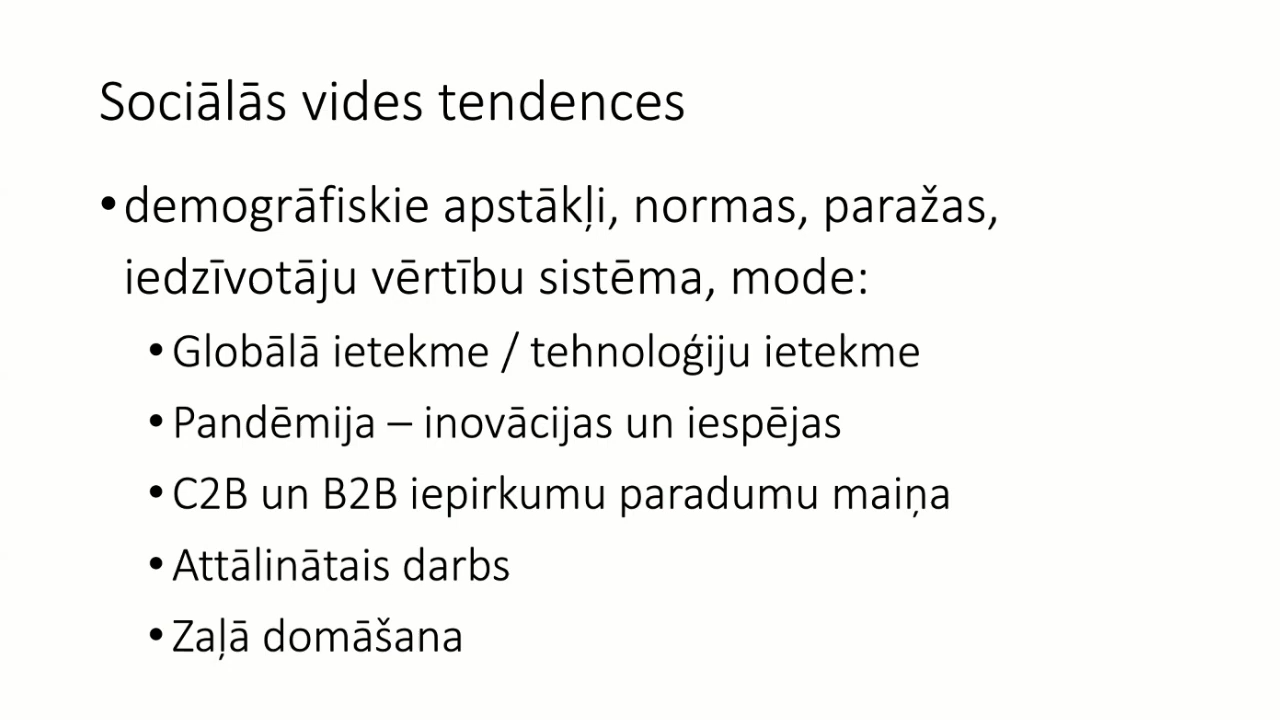 Sociālās vides tendences
•demogrāfiskie apstākļi, normas, paražas,
iedzīvotāju vērtību sistēma, mode:
•Globālā ietekme / tehnoloģiju ietekme
•Pandēmija – inovācijas un iespējas
•C2B un B2B iepirkumu paradumu maiņa
•Attālinātais darbs
•Zaļā domāšana